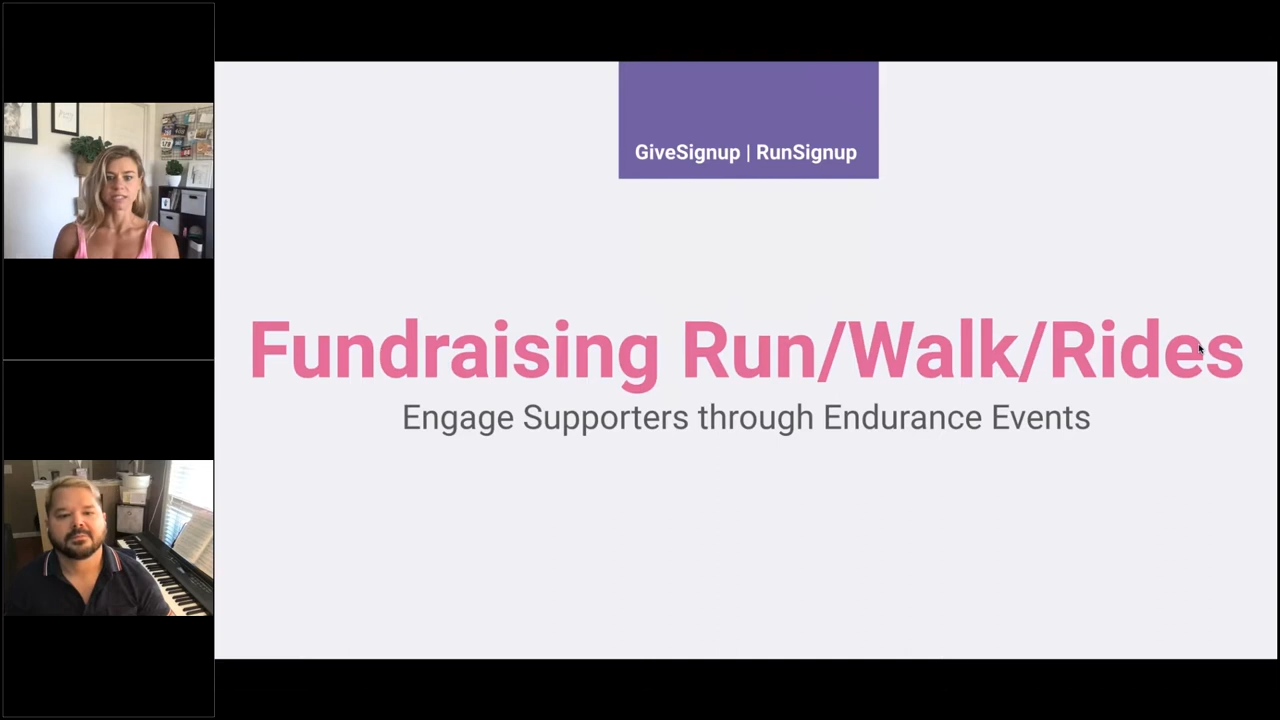 GiveSignup | RunSignup
Fundraising Run/Walk/Rides
Engage Supporters through Endurance Events